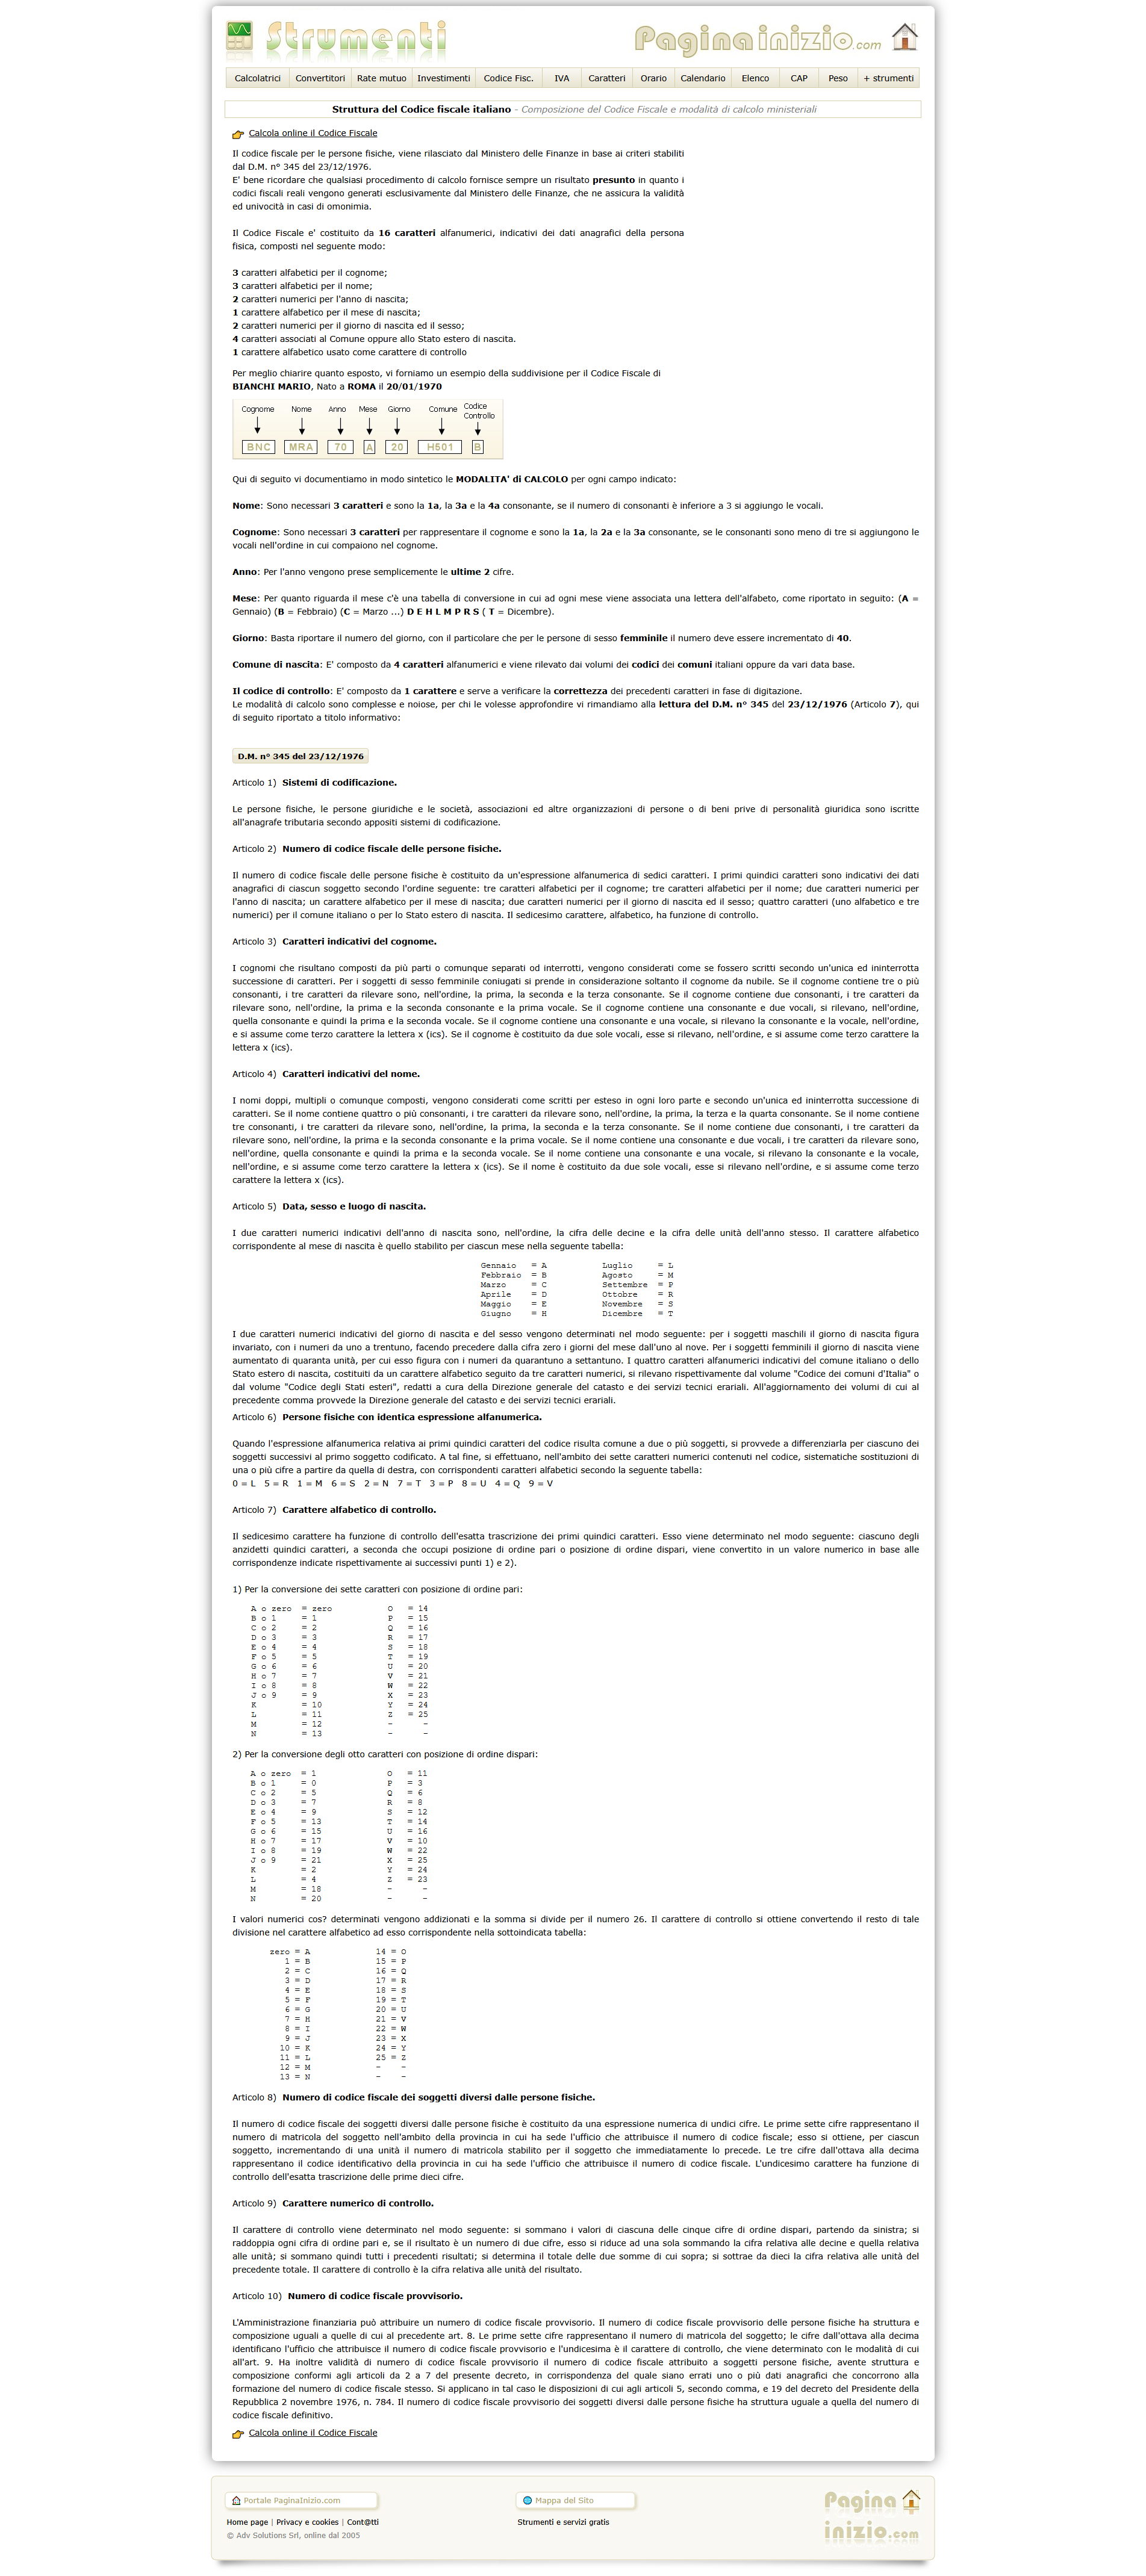 Strumenti
Paginainizio.com
Calcolatrici Convertitori Rate mutuo Investimenti Codice Fisc. IVA Caratteri Orario Calendario Elenco CAP Peso + strumenti
Struttura del Codice fiscale italiano - Composizione del Codice Fiscale e modalità di calcolo ministeriali
Calcola online il Codice Fiscale
Il codice fiscale per le persone fisiche, viene rilasciato dal Ministero delle Finanze in base ai criteri stabiliti
dal D.M. n° 345 del 23/12/1976.
E' bene ricordare che qualsiasi procedimento di calcolo fornisce sempre un risultato presunto in quanto i
codici fiscali reali vengono generati esclusivamente dal Ministero delle Finanze, che ne assicura la validità
ed univocità in casi di omonimia.
Il Codice Fiscale e' costituito da 16 caratteri alfanumerici, indicativi dei dati anagrafici della persona
fisica, composti nel seguente modo:
3 caratteri alfabetici per il cognome;
3 caratteri alfabetici per il nome;
2 caratteri numerici per l'anno di nascita;
1 carattere alfabetico per il mese di nascita;
2 caratteri numerici per il giorno di nascita ed il sesso;
4 caratteri associati al Comune oppure allo Stato estero di nascita.
1 carattere alfabetico usato come carattere di controllo
Per meglio chiarire quanto esposto, vi forniamo un esempio della suddivisione per il Codice Fiscale di
BIANCHI MARIO, Nato a ROMA il 20/01/1970
Cognome Nome Anno Mese Giorno Comune Codice Controllo
BNC MRA 70 A 20 H501 B
Qui di seguito vi documentiamo in modo sintetico le MODALITA' di CALCOLO per ogni campo indicato:
Nome: Sono necessari 3 caratteri e sono la 1a, la 3a e la 4a consonante, se il numero di consonanti è inferiore a 3 si aggiungo le vocali.
Cognome: Sono necessari 3 caratteri per rappresentare il cognome e sono la 1a, la 2a e la 3a consonante, se le consonanti sono meno di tre si aggiungono le
vocali nell'ordine in cui compaiono nel cognome.
Anno: Per l'anno vengono prese semplicemente le ultime 2 cifre.
Mese: Per quanto riguarda il mese c'è una tabella di conversione in cui ad ogni mese viene associata una lettera dell'alfabeto, come riportato in seguito: (A =
Gennaio) (B = Febbraio) (C = Marzo ...) D E H L M P R S ( T = Dicembre).
Giorno: Basta riportare il numero del giorno, con il particolare che per le persone di sesso femminile il numero deve essere incrementato di 40.
Comune di nascita: E' composto da 4 caratteri alfanumerici e viene rilevato dai volumi dei codici dei comuni italiani oppure da vari data base.
Il codice di controllo: E' composto da 1 carattere e serve a verificare la correttezza dei precedenti caratteri in fase di digitazione.
Le modalità di calcolo sono complesse e noiose, per chi le volesse approfondire vi rimandiamo alla lettura del D.M. n° 345 del 23/12/1976 (Articolo 7), qui
di seguito riportato a titolo informativo:
D.M. n° 345 del 23/12/1976
Articolo 1) Sistemi di codificazione.
Le persone fisiche, le persone giuridiche e le società, associazioni ed altre organizzazioni di persone o di beni prive di personalità giuridica sono iscritte
all'anagrafe tributaria secondo appositi sistemi di codificazione.
Articolo 2) Numero di codice fiscale delle persone fisiche.
Il numero di codice fiscale delle persone fisiche è costituito da un'espressione alfanumerica di sedici caratteri. I primi quindici caratteri sono indicativi dei dati
anagrafici di ciascun soggetto secondo l'ordine seguente: tre caratteri alfabetici per il cognome; tre caratteri alfabetici per il nome; due caratteri numerici per
l'anno di nascita; un carattere alfabetico per il mese di nascita; due caratteri numerici per il giorno di nascita ed il sesso; quattro caratteri (uno alfabetico e tre
numerici) per il comune italiano o per lo Stato estero di nascita. Il sedicesimo carattere, alfabetico, ha funzione di controllo.
Articolo 3) Caratteri indicativi del cognome.
I cognomi che risultano composti da più parti o comunque separati od interrotti, vengono considerati come se fossero scritti secondo un'unica ed ininterrotta
successione di caratteri. Per i soggetti di sesso femminile coniugati si prende in considerazione soltanto il cognome da nubile. Se il cognome contiene tre o più
consonanti, i tre caratteri da rilevare sono, nell'ordine, la prima, la seconda e la terza consonante. Se il cognome contiene due consonanti, i tre caratteri da
rilevare sono, nell'ordine, la prima e la seconda consonante e la prima vocale. Se il cognome contiene una consonante e due vocali, si rilevano, nell'ordine,
quella consonante e quindi la prima e la seconda vocale. Se il cognome contiene una consonante e una vocale, si rilevano la consonante e la vocale, nell'ordine,
e si assume come terzo carattere la lettera x (ics). Se il cognome è costituito da due sole vocali, esse si rilevano, nell'ordine, e si assume come terzo carattere la
lettera x (ics).
Articolo 4) Caratteri indicativi del nome.
I nomi doppi, multipli o comunque composti, vengono considerati come scritti per esteso in ogni loro parte e secondo un'unica ed ininterrotta successione di
caratteri. Se il nome contiene quattro o più consonanti, i tre caratteri da rilevare sono, nell'ordine, la prima, la terza e la quarta consonante. Se il nome contiene
tre consonanti, i tre caratteri da rilevare sono, nell'ordine, la prima, la seconda e la terza consonante. Se il nome contiene due consonanti, i tre caratteri da
rilevare sono, nell'ordine, la prima e la seconda consonante e la prima vocale. Se il nome contiene una consonante e due vocali, i tre caratteri da rilevare sono,
nell'ordine, quella consonante e quindi la prima e la seconda vocale. Se il nome contiene una consonante e una vocale, si rilevano la consonante e la vocale,
nell'ordine, e si assume come terzo carattere la lettera x (ics). Se il nome è costituito da due sole vocali, esse si rilevano nell'ordine, e si assume come terzo
carattere la lettera x (ics).
Articolo 5) Data, sesso e luogo di nascita.
I due caratteri numerici indicativi dell'anno di nascita sono, nell'ordine, la cifra delle decine e la cifra delle unità dell'anno stesso. Il carattere alfabetico
corrispondente al mese di nascita è quello stabilito per ciascun mese nella seguente tabella:
Gennaio = A Luglio = L
Febbraio = B Agosto = M
Marzo = C Settembre = P
Aprile = D Ottobre = R
Maggio = E Novembre = S
Giugno = H Dicembre = T
I due caratteri numerici indicativi del giorno di nascita e del sesso vengono determinati nel modo seguente: per i soggetti maschili il giorno di nascita figura
invariato, con i numeri da uno a trentuno, facendo precedere dalla cifra zero i giorni del mese dall'uno al nove. Per i soggetti femminili il giorno di nascita viene
aumentato di quaranta unità, per cui esso figura con i numeri da quarantuno a settantuno. I quattro caratteri alfanumerici indicativi del comune italiano o dello
Stato estero di nascita, costituiti da un carattere alfabetico seguito da tre caratteri numerici, si rilevano rispettivamente dal volume "Codice dei comuni d'Italia" o
dal volume "Codice degli Stati esteri", redatti a cura della Direzione generale del catasto e dei servizi tecnici erariali. All'aggiornamento dei volumi di cui al
precedente comma provvede la Direzione generale del catasto e dei servizi tecnici erariali.
Articolo 6) Persone fisiche con identica espressione alfanumerica.
Quando l'espressione alfanumerica relativa ai primi quindici caratteri del codice risulta comune a due o più soggetti, si provvede a differenziarla per ciascuno dei
soggetti successivi al primo soggetto codificato. A tal fine, si effettuano, nell'ambito dei sette caratteri numerici contenuti nel codice, sistematiche sostituzioni di
una o più cifre a partire da quella di destra, con corrispondenti caratteri alfabetici secondo la seguente tabella:
0 = L 5 = R 1 = M 6 = S 2 = N 7 = T 3 = P 8 = U 4 = Q 9 = V
Articolo 7) Carattere alfabetico di controllo.
Il sedicesimo carattere ha funzione di controllo dell'esatta trascrizione dei primi quindici caratteri. Esso viene determinato nel modo seguente: ciascuno degli
anzidetti quindici caratteri, a seconda che occupi posizione di ordine pari o posizione di ordine dispari, viene convertito in un valore numerico in base alle
corrispondenze indicate rispettivamente ai successivi punti 1) e 2).
1) Per la conversione dei sette caratteri con posizione di ordine pari:
A o zero = zero O = 14
B o 1 = 1 P = 15
C o 2 = 2 Q = 16
D o 3 = 3 R = 17
E o 4 = 4 S = 18
F o 5 = 5 T = 19
G o 6 = 6 U = 20
H o 7 = 7 V = 21
I o 8 = 8 W = 22
J o 9 = 9 X = 23
K = 10 Y = 24
L = 11 Z = 25
M = 12 - -
N = 13 - -
2) Per la conversione degli otto caratteri con posizione di ordine dispari:
A o zero = 1 O = 11
B o 1 = 0 P = 3
C o 2 = 5 Q = 6
D o 3 = 7 R = 8
E o 4 = 9 S = 12
F o 5 = 13 T = 14
G o 6 = 15 U = 16
H o 7 = 17 V = 10
I o 8 = 19 W = 22
J o 9 = 21 X = 25
K = 2 Y = 24
L = 4 Z = 23
M = 18 - -
N = 20 - -
I valori numerici cos? determinati vengono addizionati e la somma si divide per il numero 26. Il carattere di controllo si ottiene convertendo il resto di tale
divisione nel carattere alfabetico ad esso corrispondente nella sottoindicata tabella:
zero = A 14 = O
1 = B 15 = P
2 = C 16 = Q
3 = D 17 = R
4 = E 18 = S
5 = F 19 = T
6 = G 20 = U
7 = H 21 = V
8 = I 22 = W
9 = J 23 = X
10 = K 24 = Y
11 = L 25 = Z
12 = M - -
13 = N - -
Articolo 8) Numero di codice fiscale dei soggetti diversi dalle persone fisiche.
Il numero di codice fiscale dei soggetti diversi dalle persone fisiche è costituito da una espressione numerica di undici cifre. Le prime sette cifre rappresentano il
numero di matricola del soggetto nell'ambito della provincia in cui ha sede l'ufficio che attribuisce il numero di codice fiscale; esso si ottiene, per ciascun
soggetto, incrementando di una unità il numero di matricola stabilito per il soggetto che immediatamente lo precede. Le tre cifre dall'ottava alla decima
rappresentano il codice identificativo della provincia in cui ha sede l'ufficio che attribuisce il numero di codice fiscale. L'undicesimo carattere ha funzione di
controllo dell'esatta trascrizione delle prime dieci cifre.
Articolo 9) Carattere numerico di controllo.
Il carattere di controllo viene determinato nel modo seguente: si sommano i valori di ciascuna delle cinque cifre di ordine dispari, partendo da sinistra; si
raddoppia ogni cifra di ordine pari e, se il risultato è un numero di due cifre, esso si riduce ad una sola sommando la cifra relativa alle decine e quella relativa
alle unità; si sommano quindi tutti i precedenti risultati; si determina il totale delle due somme di cui sopra; si sottrae da dieci la cifra relativa alle unità del
precedente totale. Il carattere di controllo è la cifra relativa alle unità del risultato.
Articolo 10) Numero di codice fiscale provvisorio.
L'Amministrazione finanziaria può attribuire un numero di codice fiscale provvisorio. Il numero di codice fiscale provvisorio delle persone fisiche ha struttura e
composizione uguali a quelle di cui al precedente art. 8. Le prime sette cifre rappresentano il numero di matricola del soggetto; le cifre dall'ottava alla decima
identificano l'ufficio che attribuisce il numero di codice fiscale provvisorio e l'undicesima è il carattere di controllo, che viene determinato con le modalità di cui
all'art. 9. Ha inoltre validità di numero di codice fiscale provvisorio il numero di codice fiscale attribuito a soggetti persone fisiche, avente struttura e
composizione conformi agli articoli da 2 a 7 del presente decreto, in corrispondenza del quale siano errati uno o più dati anagrafici che concorrono alla
formazione del numero di codice fiscale stesso. Si applicano in tal caso le disposizioni di cui agli articoli 5, secondo comma, e 19 del decreto del Presidente della
Repubblica 2 novembre 1976, n. 784. Il numero di codice fiscale provvisorio dei soggetti diversi dalle persone fisiche ha struttura uguale a quella del numero di
codice fiscale definitivo.
Calcola online il Codice Fiscale
Portale PaginaInizio.com
Home page | Privacy e cookies | Cont@tti
© Adv Solutions Srl, online dal 2005
Mappa del Sito
Strumenti e servizi gratis
Pagina
inizio.com